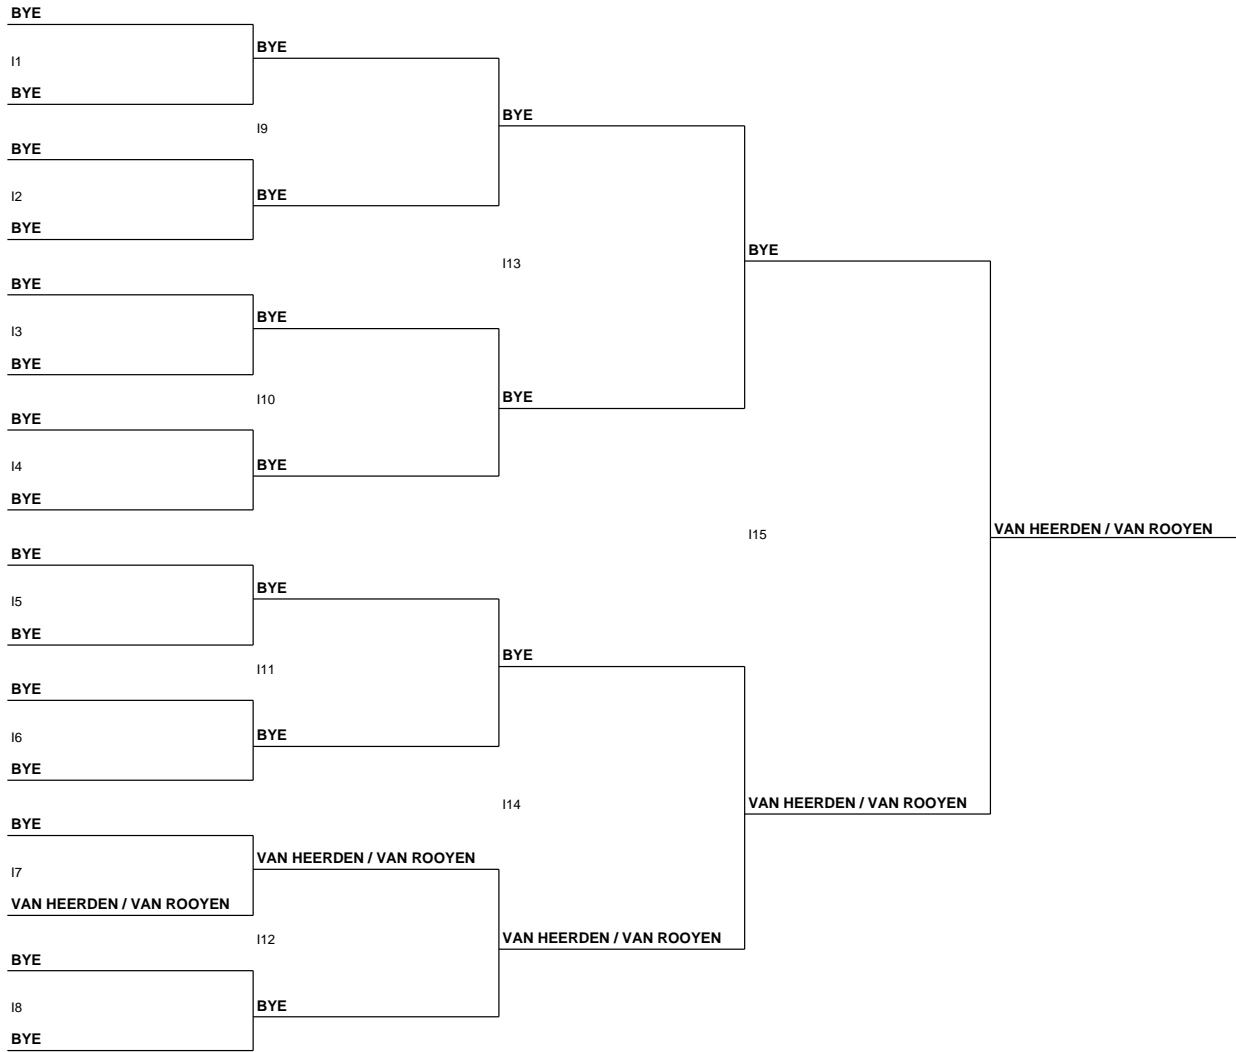 BYE
I1
BYE
BYE
I2
BYE
BYE
I3
BYE
BYE
I4
BYE
BYE
I5
BYE
BYE
I6
BYE
BYE
I7
VAN HEERDEN / VAN ROOYEN
BYE
I8
BYE
BYE
I9
BYE
BYE
I10
BYE
BYE
I11
BYE
VAN HEERDEN / VAN ROOYEN
I12
BYE
BYE
I13
BYE
BYE
I14
VAN HEERDEN / VAN ROOYEN
BYE
I15
VAN HEERDEN / VAN ROOYEN
VAN HEERDEN / VAN ROOYEN